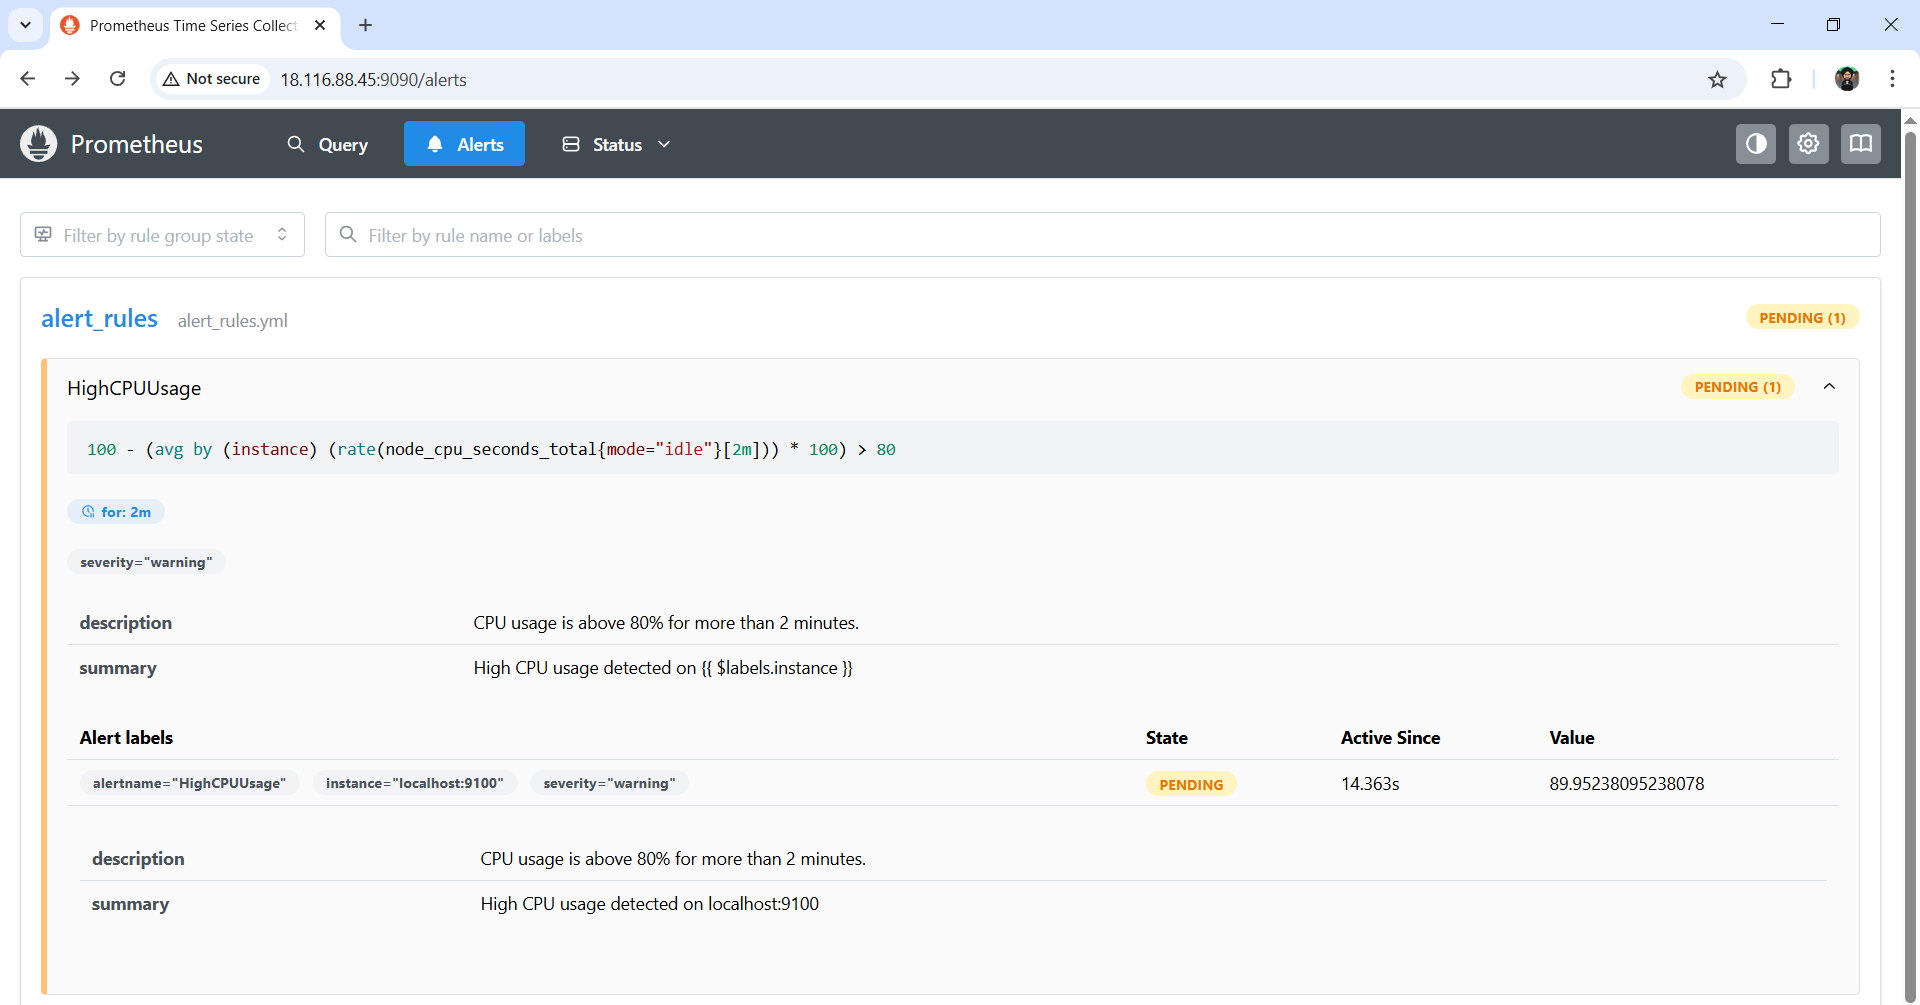 Prometheus Time Series Collect
Not secure
18.116.88.45:9090/alerts
Prometheus
Query
Alerts
Status
Filter by rule group state
Filter by rule name or labels
alert_rules
alert_rules.yml
PENDING (1)
HighCPUUsage
PENDING (1)
100 - (avg by (instance) (rate(node_cpu_seconds_total{mode="idle"}[2m])) * 100) > 80
for: 2m
severity="warning"
description CPU usage is above 80% for more than 2 minutes.
summary High CPU usage detected on {{ $labels.instance }}
Alert labels State Active Since Value
alertname="HighCPUUsage" instance="localhost:9100" severity="warning" PENDING 14.363s 89.95238095238078
description CPU usage is above 80% for more than 2 minutes.
summary High CPU usage detected on localhost:9100